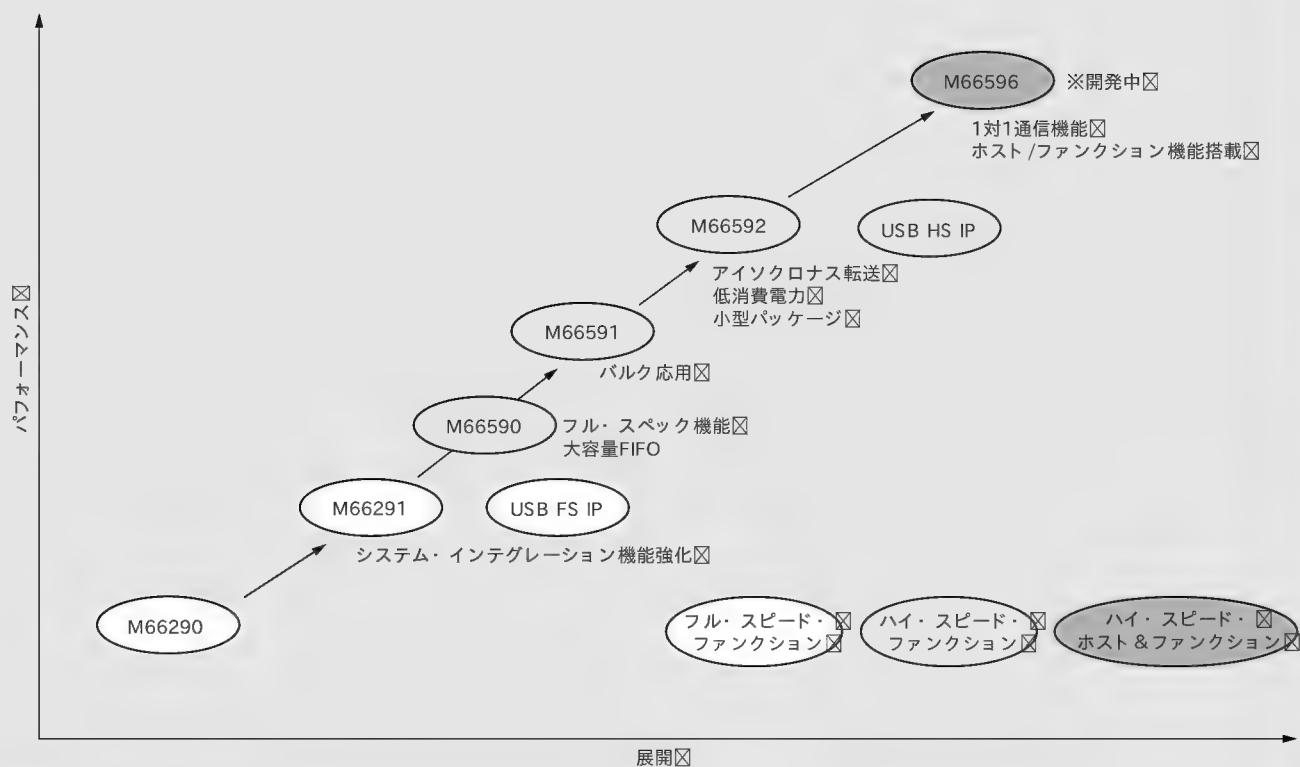 M66596
※開発中
1対1通信機能
ホスト/ファンクション機能搭載
M66592
USB HS IP
アイソクロナス転送
低消費電力
小型パッケージ
パフォーマンス
M66591
バルク応用
M66590
フル・スペック機能
大容量FIFO
M66291
USB FS IP
システム・インテグレーション機能強化
M66290
フル・スピード・
ファンクション
ハイ・スピード・
ファンクション
ハイ・スピード・
ホスト&ファンクション
展開